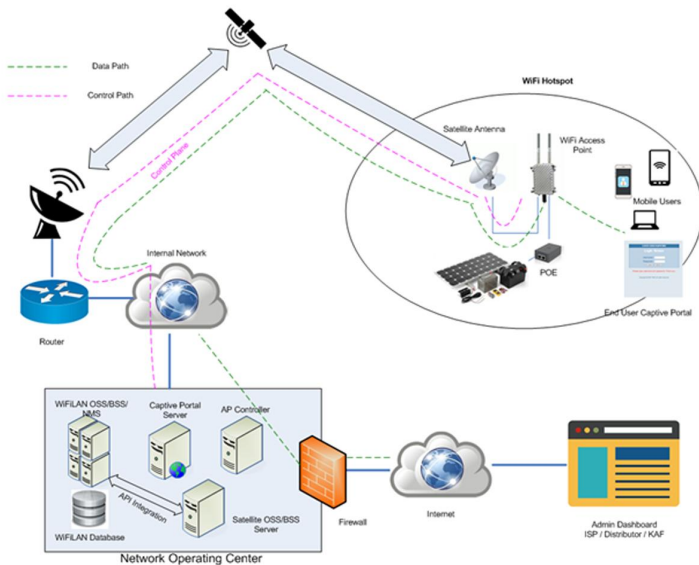 Data Path
Control Path
WiFi Hotspot
Satellite Antenna
WiFi Access
Point
Control Plane
Mobile Users
Internal Network
POE
End User Captive Portal
Router
WiFiLAN OSS/BSS/
NMS
Captive Portal
Server
AP Controller
API Integration
Satellite OSS/BSS
Server
WiFiLAN Database
Firewall
Internet
Admin Dashboard
ISP / Distributor / KAF
Network Operating Center